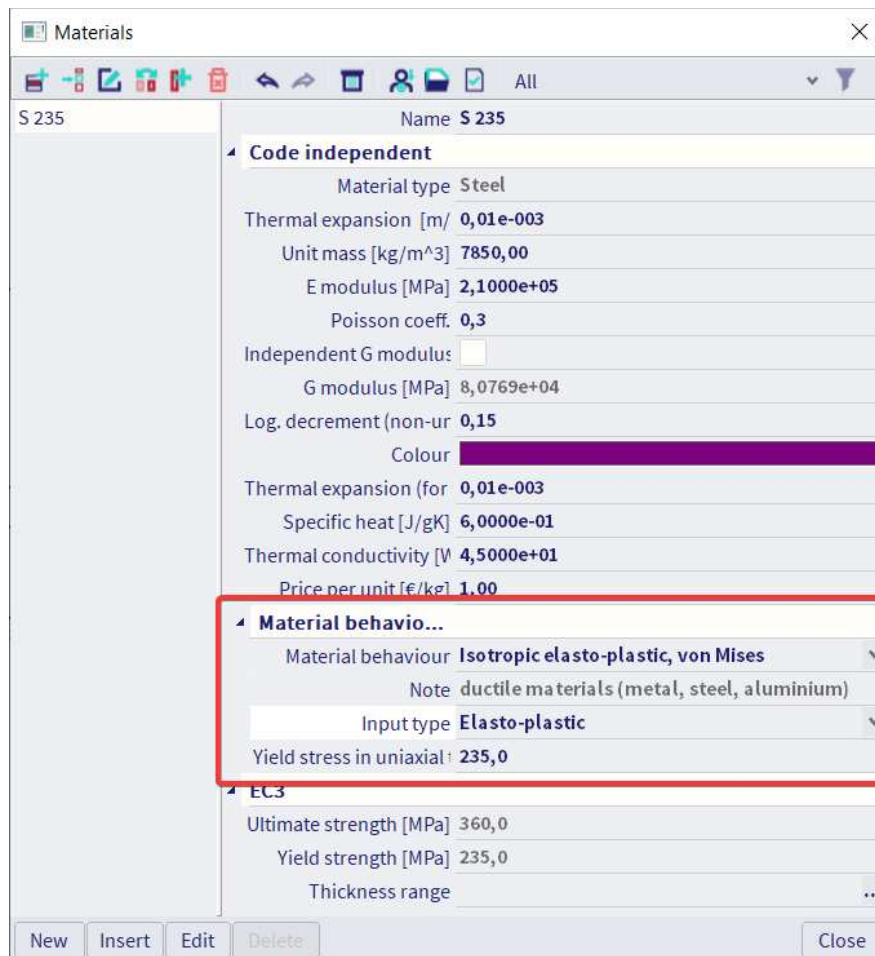 Materials
All
S 235
Name S 235
Code independent
Material type Steel
Thermal expansion [m/ 0,01e-003
Unit mass [kg/m^3] 7850,00
E modulus [MPa] 2,1000e+05
Poisson coeff. 0,3
Independent G modulus
G modulus [MPa] 8,0769e+04
Log. decrement (non-ur 0,15
Colour
Thermal expansion (for 0,01e-003
Specific heat [J/gK] 6,0000e-01
Thermal conductivity [W 4,5000e+01
Price per unit [€/kg] 1,00
Material behavio...
Material behaviour Isotropic elasto-plastic, von Mises
Note ductile materials (metal, steel, aluminium)
Input type Elasto-plastic
Yield stress in uniaxial 235,0
EC3
Ultimate strength [MPa] 360,0
Yield strength [MPa] 235,0
Thickness range
New Insert Edit Delete Close